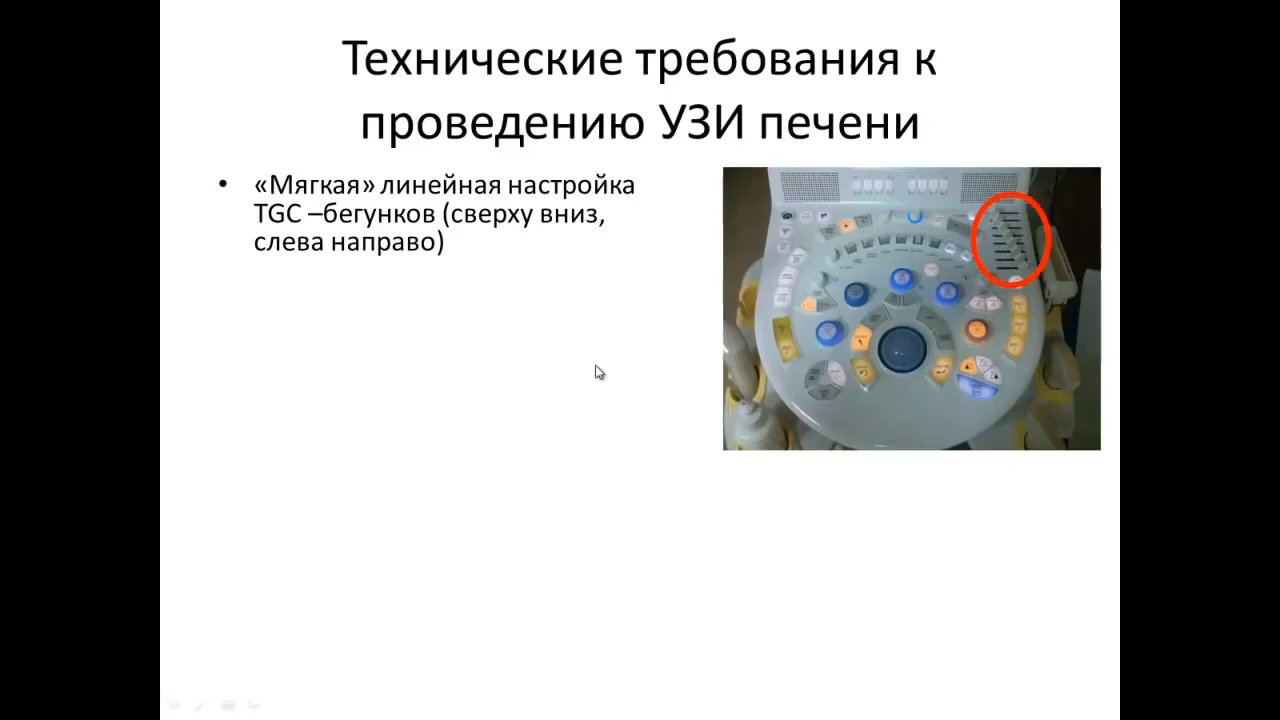 Технические требования к
проведению УЗИ печени
• «Мягкая» линейная настройка
TGC –бегунков (сверху вниз,
слева направо)